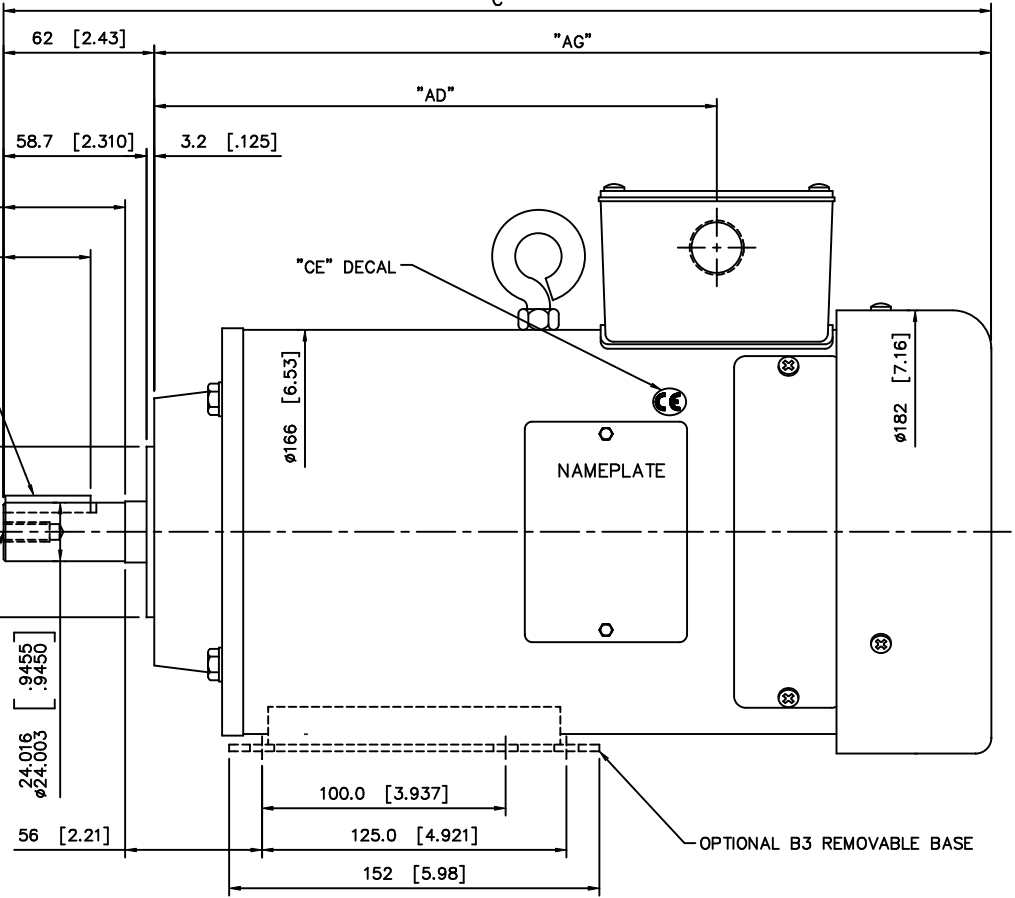 C
62 [2.43]
"AG"
"AD"
58.7 [2.310]
3.2 [.125]
"CE" DECAL
ø166 [6.53]
ø182 [7.16]
CE
NAMEPLATE
24.016 [.9455]
ø24.003 [.9450]
100.0 [3.937]
56 [2.21]
125.0 [4.921]
OPTIONAL B3 REMOVABLE BASE
152 [5.98]